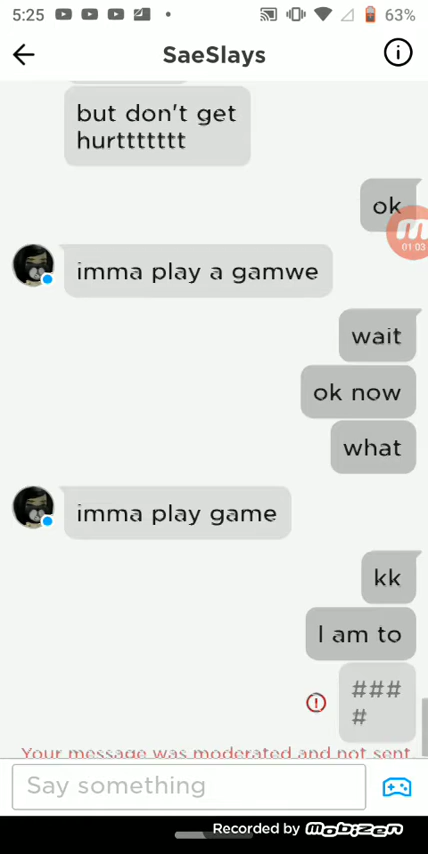 5:25
63%
SaeSlays
but don't get
hurttttttt
ok
01:03
imma play a gamwe
wait
ok now
what
imma play game
kk
I am to
###
#
Your message was moderated and not sent
Say something
Recorded by MOBIZEN